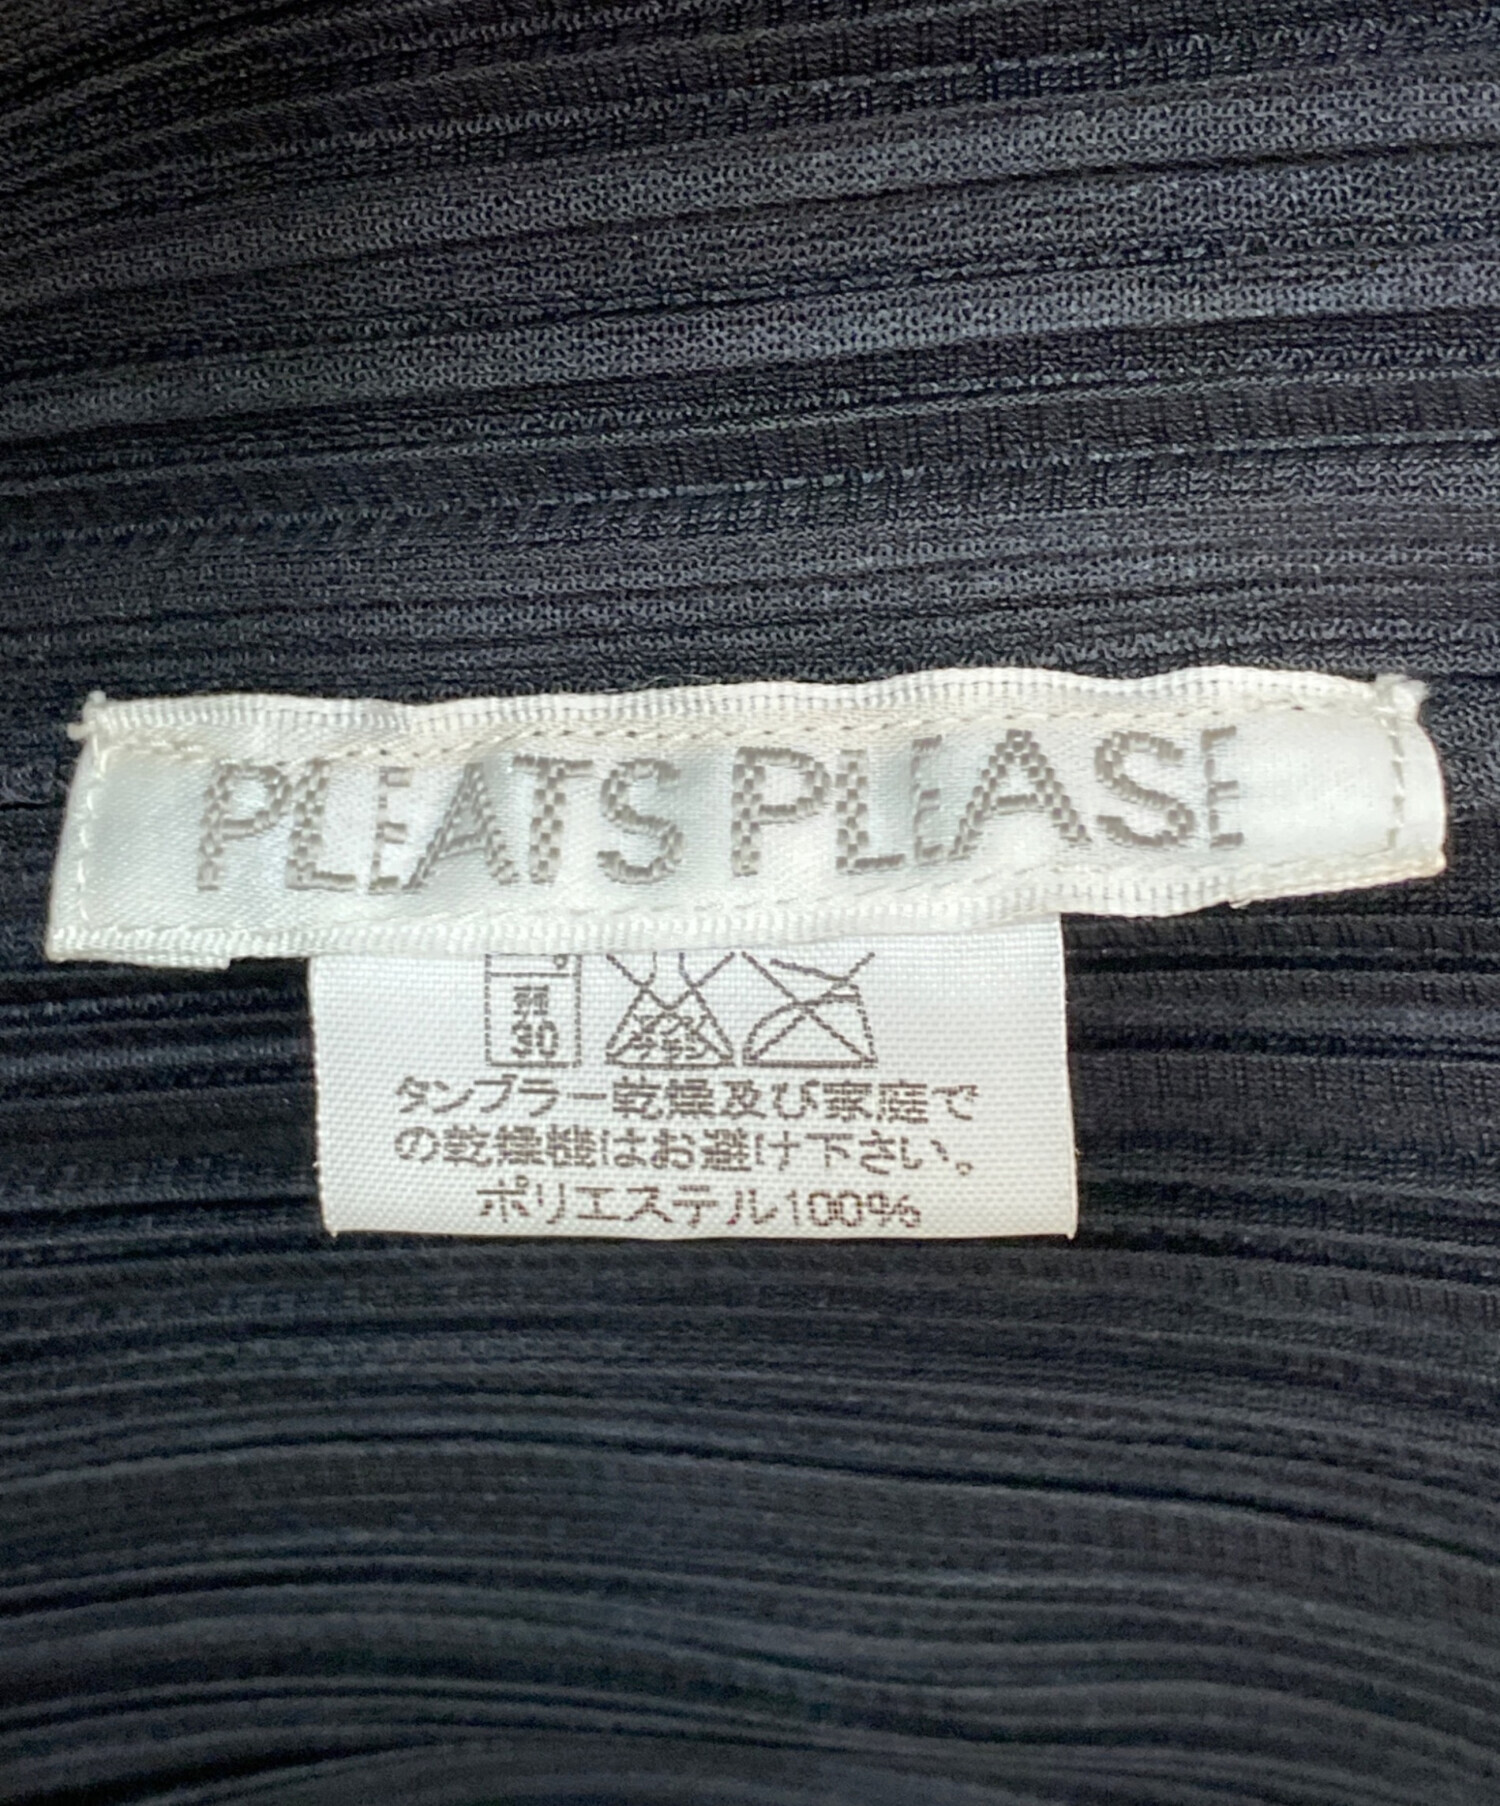 PLEATS PLEASE
30
タンブラー乾燥及び家庭で
の乾燥機はお避け下さい。
ポリエステル100%